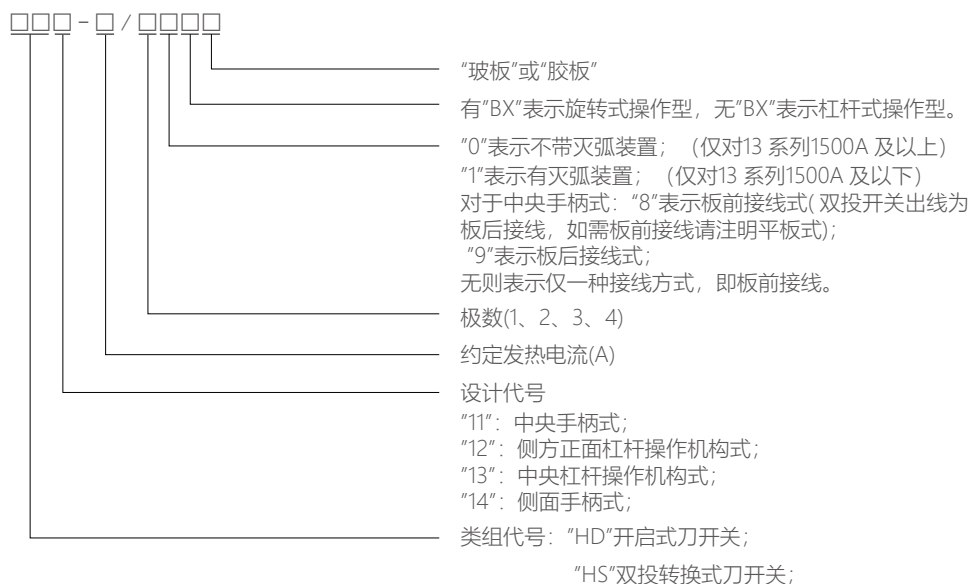 □□□-□/□□□□
“玻板”或“胶板”
有“BX”表示旋转式操作型，无“BX”表示杠杆式操作型。
“0”表示不带灭弧装置；（仅对13 系列1500A 及以上）
“1”表示有灭弧装置；（仅对13 系列1500A 及以下）
对于中央手柄式：“8”表示板前接线式( 双投开关出线为
板后接线，如需板前接线请注明平板式)；
“9”表示板后接线式；
无则表示仅一种接线方式，即板前接线。
极数(1、2、3、4)
约定发热电流(A)
设计代号
“11”：中央手柄式；
“12”：侧方正面杠杆操作机构式；
“13”：中央杠杆操作机构式；
“14”：侧面手柄式；
类组代号：“HD”开启式刀开关；
“HS”双投转换式刀开关；